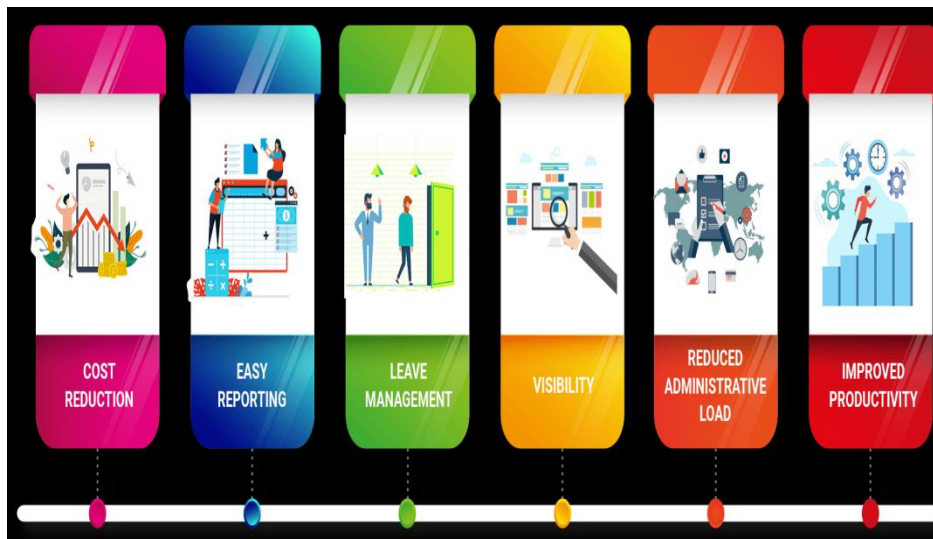 COST
REDUCTION
EASY
REPORTING
LEAVE
MANAGEMENT
VISIBILITY
REDUCED
ADMINISTRATIVE
LOAD
IMPROVED
PRODUCTIVITY